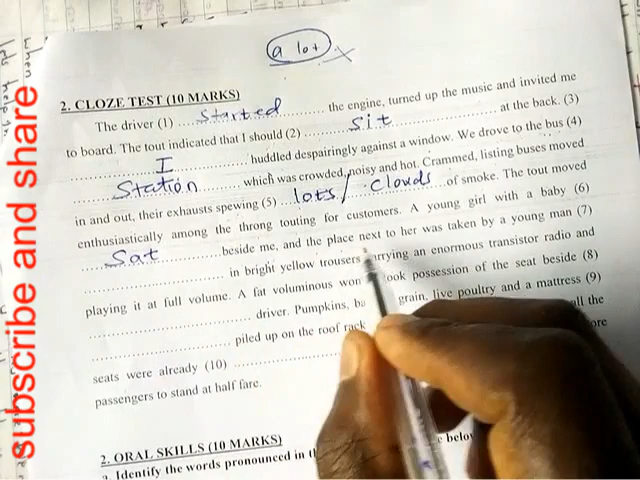 a lot
2. CLOZE TEST (10 MARKS)
The driver (1) started the engine, turned up the music and invited me
to board. The tout indicated that I should (2) sit at the back. (3)
I huddled despairingly against a window. We drove to the bus (4)
Station which was crowded, noisy and hot. Crammed, listing buses moved
in and out, their exhausts spewing (5) lots / clouds of smoke. The tout moved
enthusiastically among the throng touting for customers. A young girl with a baby (6)
Sat beside me, and the place next to her was taken by a young man (7)
in bright yellow trousers carrying an enormous transistor radio and
playing it at full volume. A fat voluminous took possession of the seat beside (8)
driver. Pumpkins, grain, live poultry and a mattress (9)
piled up on the roof rack all the
seats were already (10)
passengers to stand at half fare.
2. ORAL SKILLS (10 MARKS)
a. Identify the words pronounced in
subscribe and share
when